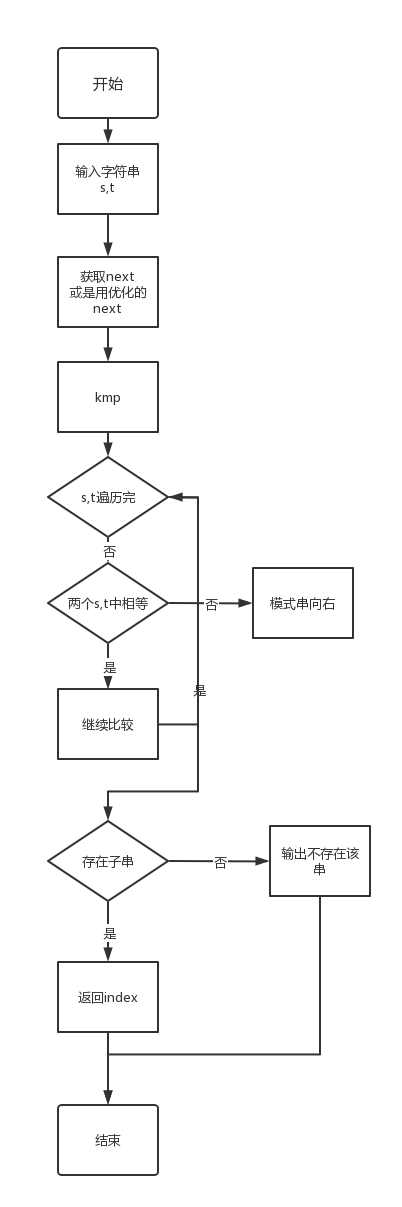 开始
输入字符串
s,t
获取next
或是用优化的
next
kmp
s,t遍历完
否
两个s,t中相等
否
模式串向右
是
是
继续比较
存在子串
否
输出不存在该
串
是
返回index
结束